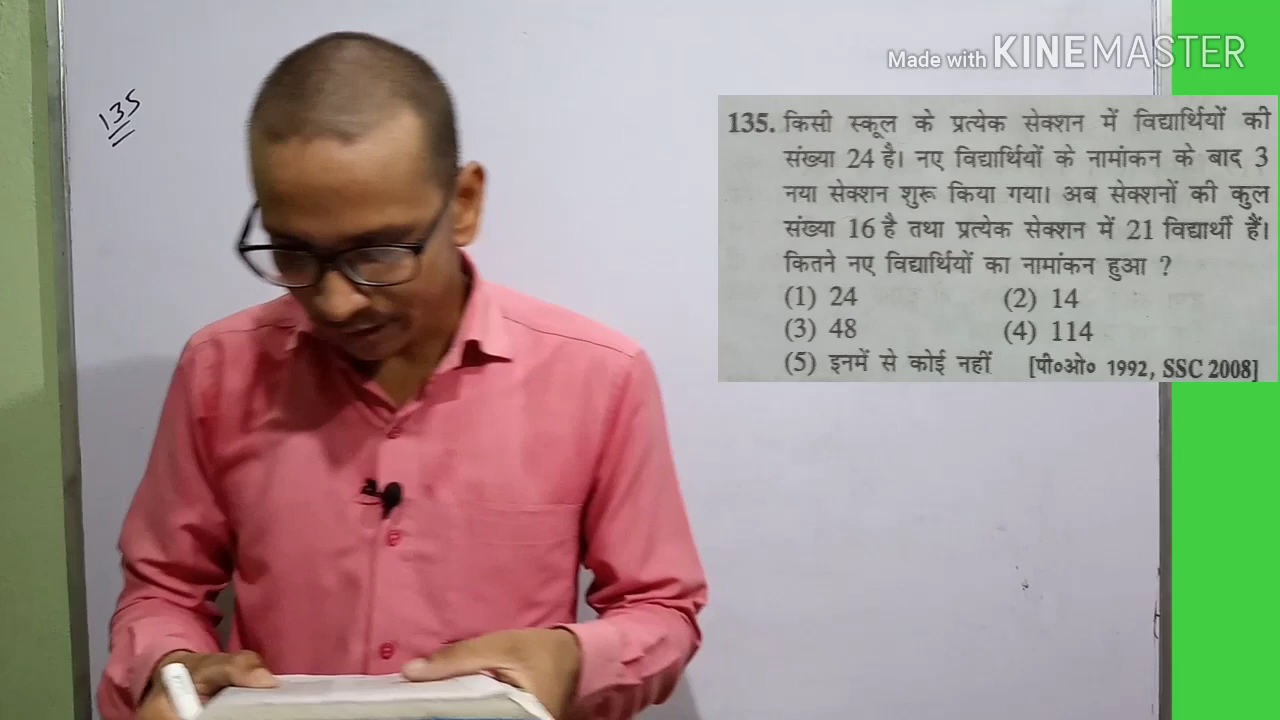 135
Made with KINEMASTER
135. किसी स्कूल के प्रत्येक सेक्शन में विद्यार्थियों की
संख्या 24 है। नए विद्यार्थियों के नामांकन के बाद 3
नया सेक्शन शुरू किया गया। अब सेक्शनों की कुल
संख्या 16 है तथा प्रत्येक सेक्शन में 21 विद्यार्थी हैं।
कितने नए विद्यार्थियों का नामांकन हुआ ?
(1) 24 (2) 14
(3) 48 (4) 114
(5) इनमें से कोई नहीं [पी०ओ० 1992, SSC 2008]